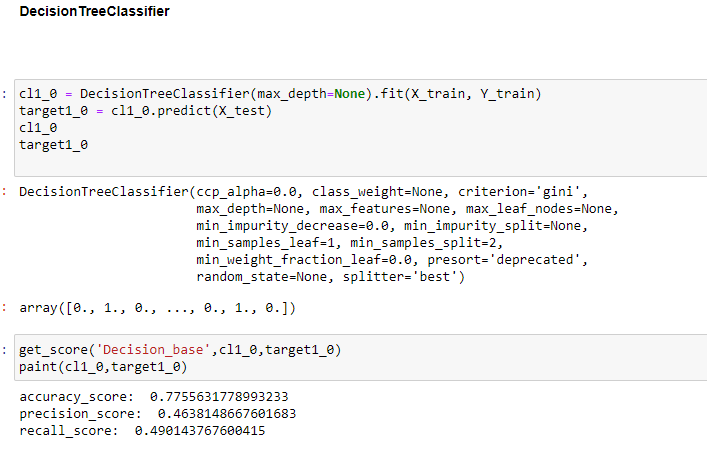 DecisionTreeClassifier
: cl1_0 = DecisionTreeClassifier(max_depth=None).fit(X_train, Y_train)
target1_0 = cl1_0.predict(X_test)
cl1_0
target1_0
: DecisionTreeClassifier(ccp_alpha=0.0, class_weight=None, criterion='gini',
max_depth=None, max_features=None, max_leaf_nodes=None,
min_impurity_decrease=0.0, min_impurity_split=None,
min_samples_leaf=1, min_samples_split=2,
min_weight_fraction_leaf=0.0, presort='deprecated',
random_state=None, splitter='best')
: array([0., 1., 0., ..., 0., 1., 0.])
: get_score('Decision_base',cl1_0,target1_0)
paint(cl1_0,target1_0)
accuracy_score:  0.7755631778993233
precision_score:  0.4638148667601683
recall_score:  0.490143767600415